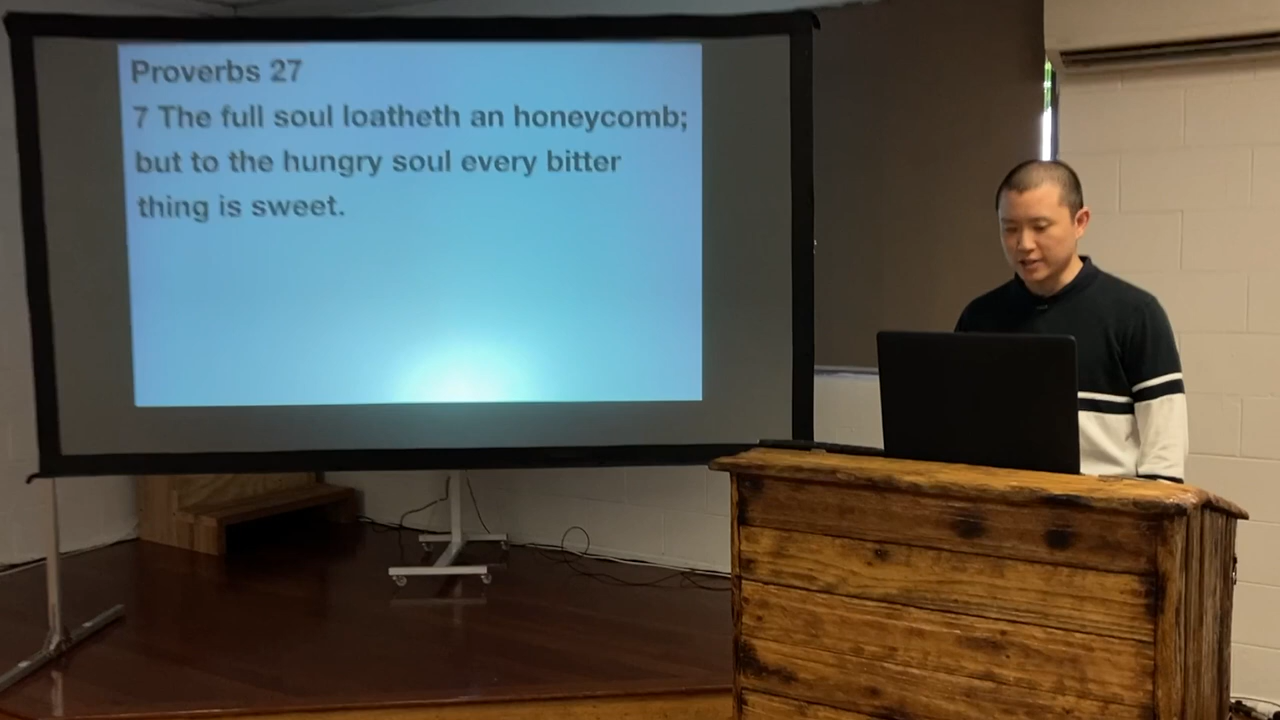 Proverbs 27
7 The full soul loatheth an honeycomb;
but to the hungry soul every bitter
thing is sweet.